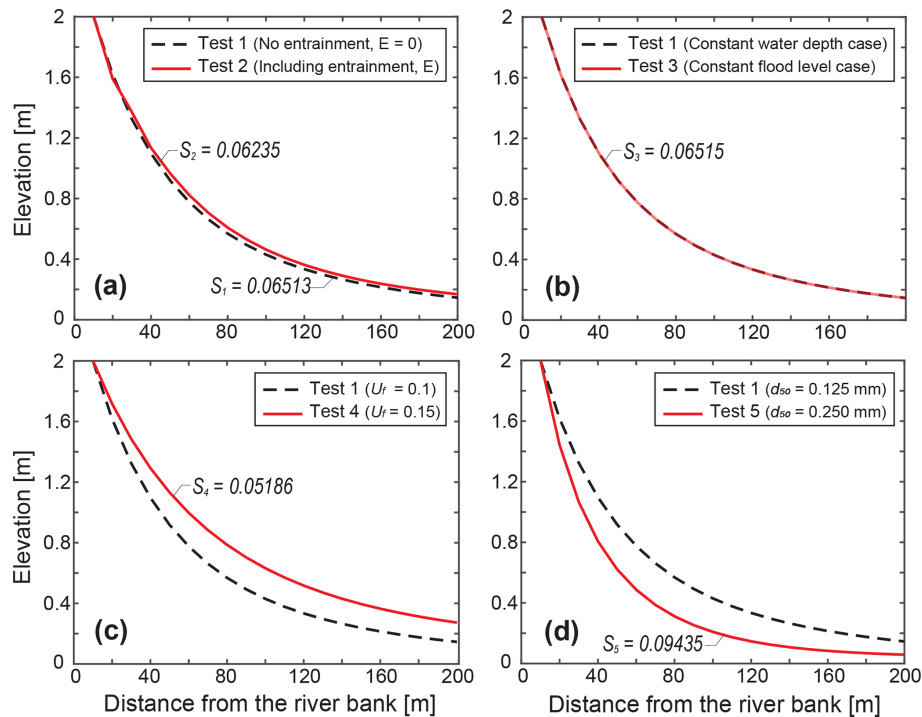 Test 1 (No entrainment, E = 0)
Test 2 (Including entrainment, E)
Elevation [m]
2
1.6
1.2
0.8
0.4
0
S2 = 0.06235
S1 = 0.06513
(a)
0 40 80 120 160 200
Test 1 (Constant water depth case)
Test 3 (Constant flood level case)
2
1.6
1.2
0.8
0.4
0
S3 = 0.06515
(b)
0 40 80 120 160
Test 1 (Uf = 0.1)
Test 4 (Uf = 0.15)
Elevation [m]
2
1.6
1.2
0.8
0.4
0
S4 = 0.05186
(c)
0 40 80 120 160 200
Distance from the river bank [m]
Test 1 (d50 = 0.125 mm)
Test 5 (d50 = 0.250 mm)
2
1.6
1.2
0.8
0.4
0
S5 = 0.09435
(d)
0 40 80 120 160 200
Distance from the river bank [m]